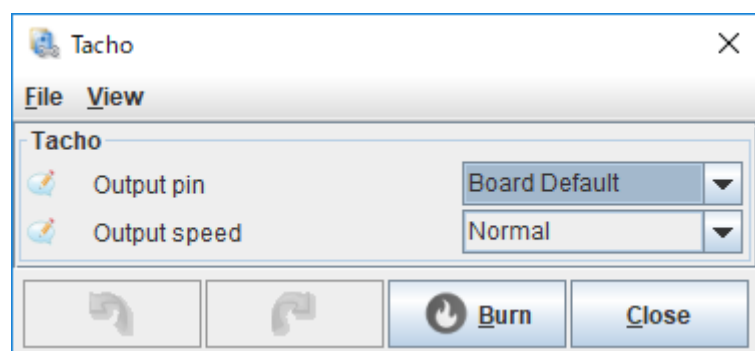 Tacho
File View
Tacho
Output pin Board Default
Output speed Normal
Burn Close